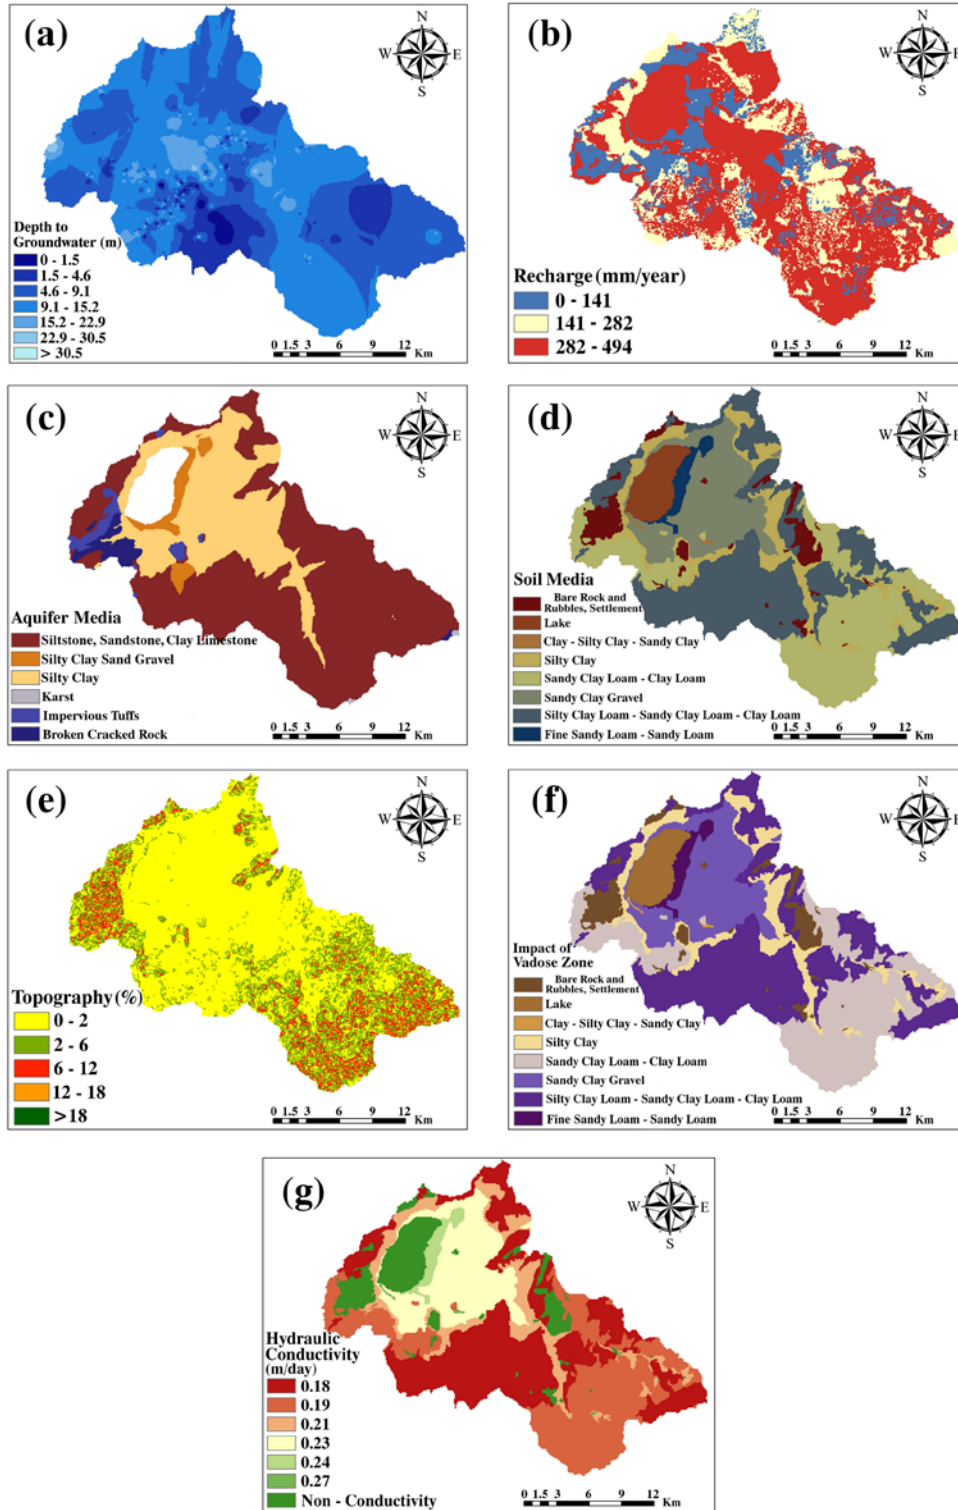 (a)
N
W E
S
Depth to
Groundwater (m)
0 - 1.5
1.5 - 4.6
4.6 - 9.1
9.1 - 15.2
15.2 - 22.9
22.9 - 30.5
> 30.5
0 1.5 3 6 9 12
Km
(b)
N
W E
S
Recharge (mm/year)
0 - 141
141 - 282
282 - 494
0 1.5 3 6 9 12
Km
(c)
N
W E
S
Aquifer Media
Siltstone, Sandstone, Clay Limestone
Silty Clay Sand Gravel
Silty Clay
Karst
Impervious Tuffs
Broken Cracked Rock
0 1.5 3 6 9 12
Km
(d)
N
W E
S
Soil Media
Bare Rock and
Rubbles, Settlement
Lake
Clay - Silty Clay - Sandy Clay
Silty Clay
Sandy Clay Loam - Clay Loam
Sandy Clay Gravel
Silty Clay Loam - Sandy Clay Loam - Clay Loam
Fine Sandy Loam - Sandy Loam
0 1.5 3 6 9 12
Km
(e)
N
W E
S
Topography (%)
0 - 2
2 - 6
6 - 12
12 - 18
>18
0 1.5 3 6 9 12
Km
(f)
N
W E
S
Impact of
Vadose Zone
Bare Rock and
Rubbles, Settlement
Lake
Clay - Silty Clay - Sandy Clay
Silty Clay
Sandy Clay Loam - Clay Loam
Sandy Clay Gravel
Silty Clay Loam - Sandy Clay Loam - Clay Loam
Fine Sandy Loam - Sandy Loam
0 1.5 3 6 9 12
Km
(g)
N
W E
S
Hydraulic
Conductivity
(m/day)
0.18
0.19
0.21
0.23
0.24
0.27
Non - Conductivity
0 1.5 3 6 9 12
Km